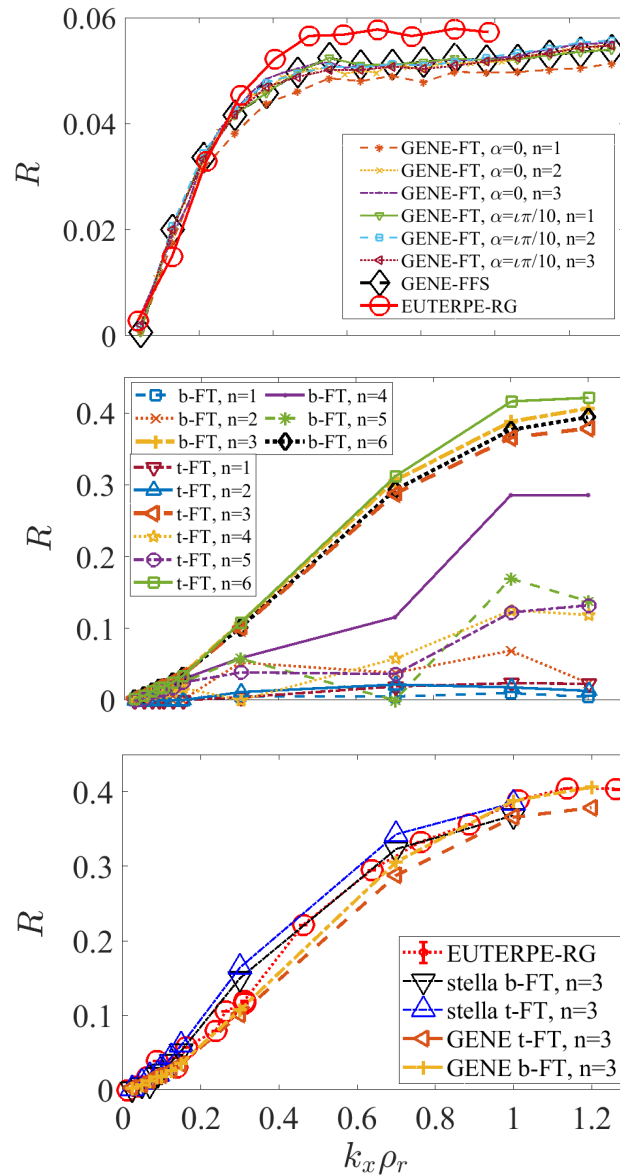 0.06
0.04
0.02
0
R
GENE-FT, α=0, n=1
GENE-FT, α=0, n=2
GENE-FT, α=0, n=3
GENE-FT, α=ιπ/10, n=1
GENE-FT, α=ιπ/10, n=2
GENE-FT, α=ιπ/10, n=3
GENE-FFS
EUTERPE-RG
0.4
0.3
0.2
0.1
0
R
b-FT, n=1
b-FT, n=2
b-FT, n=3
b-FT, n=4
b-FT, n=5
b-FT, n=6
t-FT, n=1
t-FT, n=2
t-FT, n=3
t-FT, n=4
t-FT, n=5
t-FT, n=6
0.4
0.3
0.2
0.1
0
R
EUTERPE-RG
stella b-FT, n=3
stella t-FT, n=3
GENE t-FT, n=3
GENE b-FT, n=3
0 0.2 0.4 0.6 0.8 1 1.2
kₓρᵣ